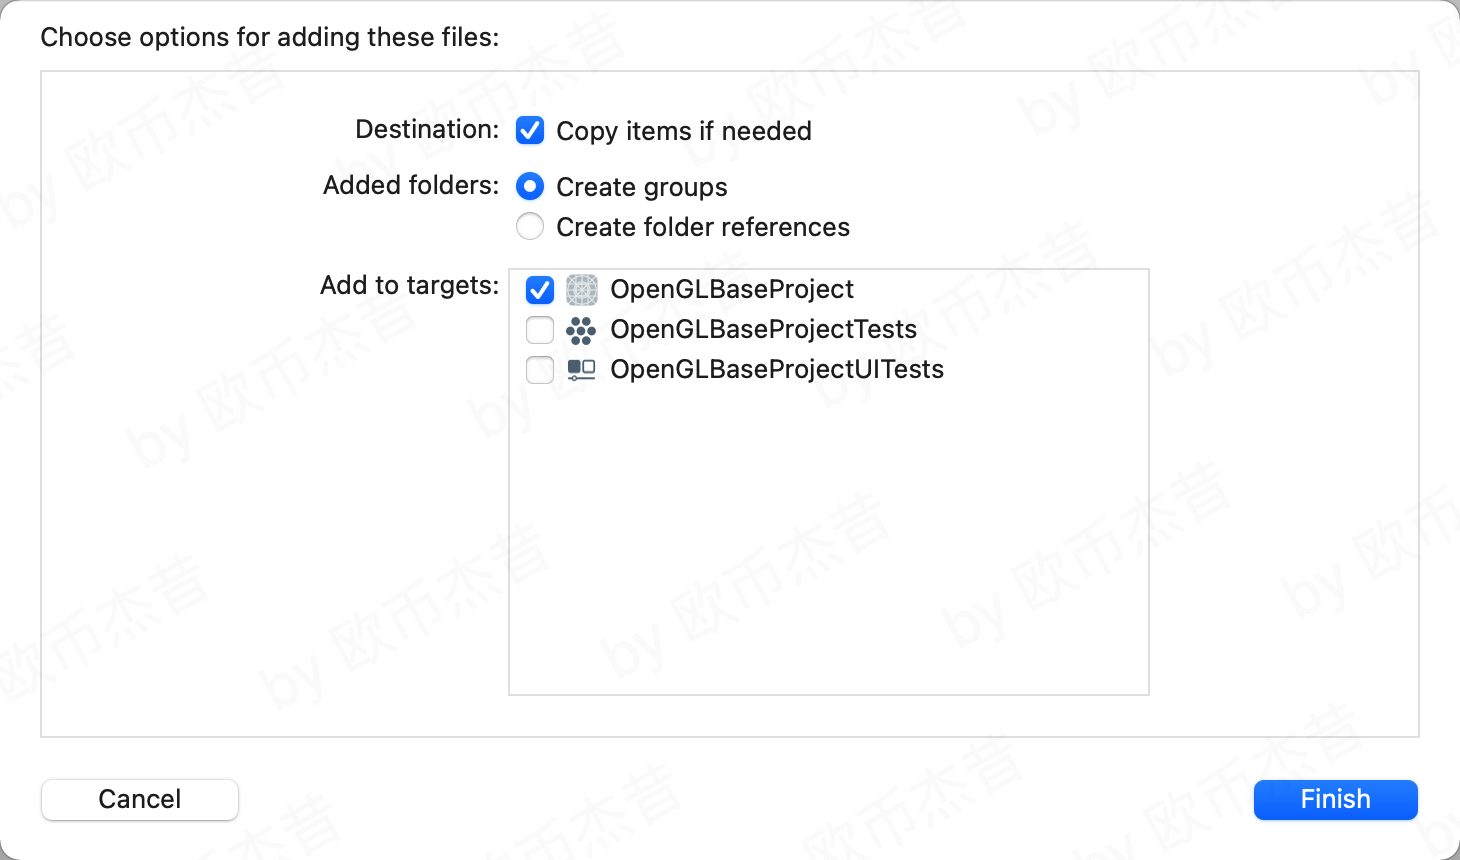 Choose options for adding these files:
Destination: Copy items if needed
Added folders: Create groups
Create folder references
Add to targets: OpenGLBaseProject
OpenGLBaseProjectTests
OpenGLBaseProjectUITests
Cancel Finish
by 欧币杰昔